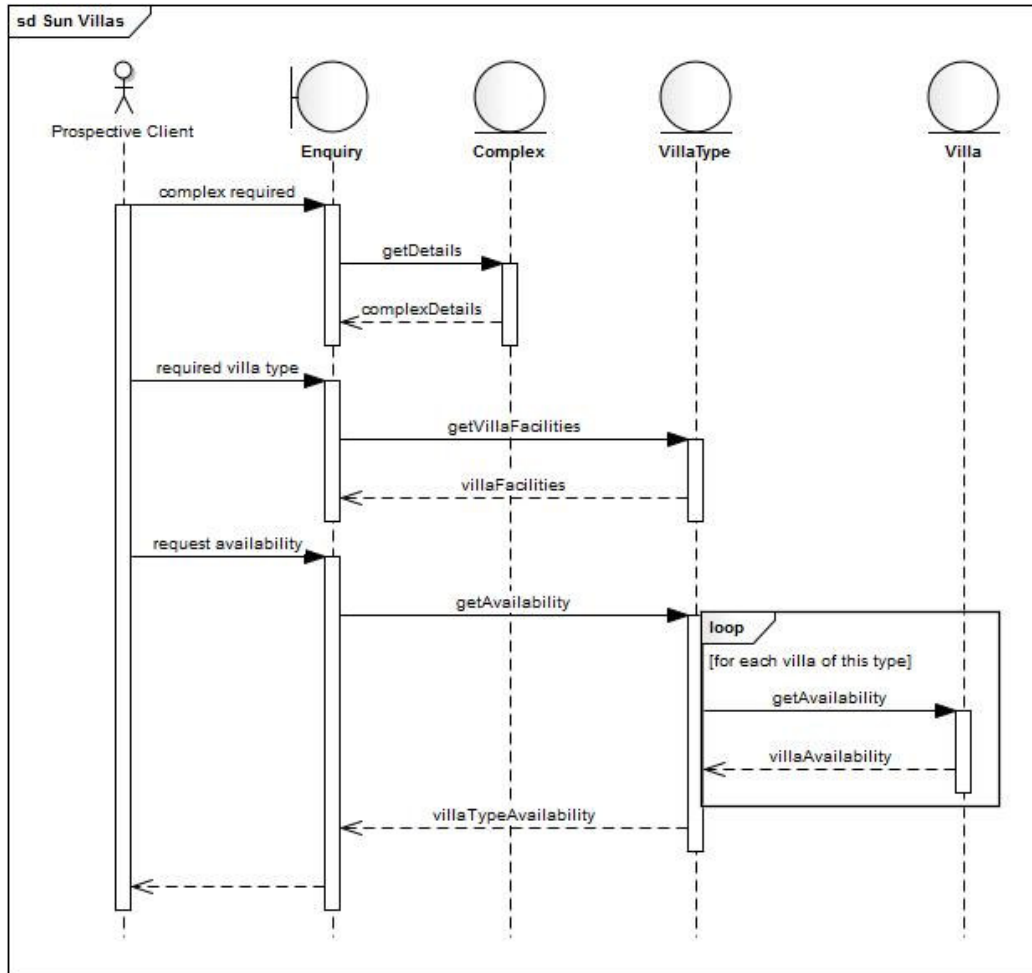 sd Sun Villas
Prospective Client
Enquiry
Complex
VillaType
Villa
complex required
getDetails
complexDetails
required villa type
getVillaFacilities
villaFacilities
request availability
getAvailability
loop
[for each villa of this type]
getAvailability
villaAvailability
villaTypeAvailability